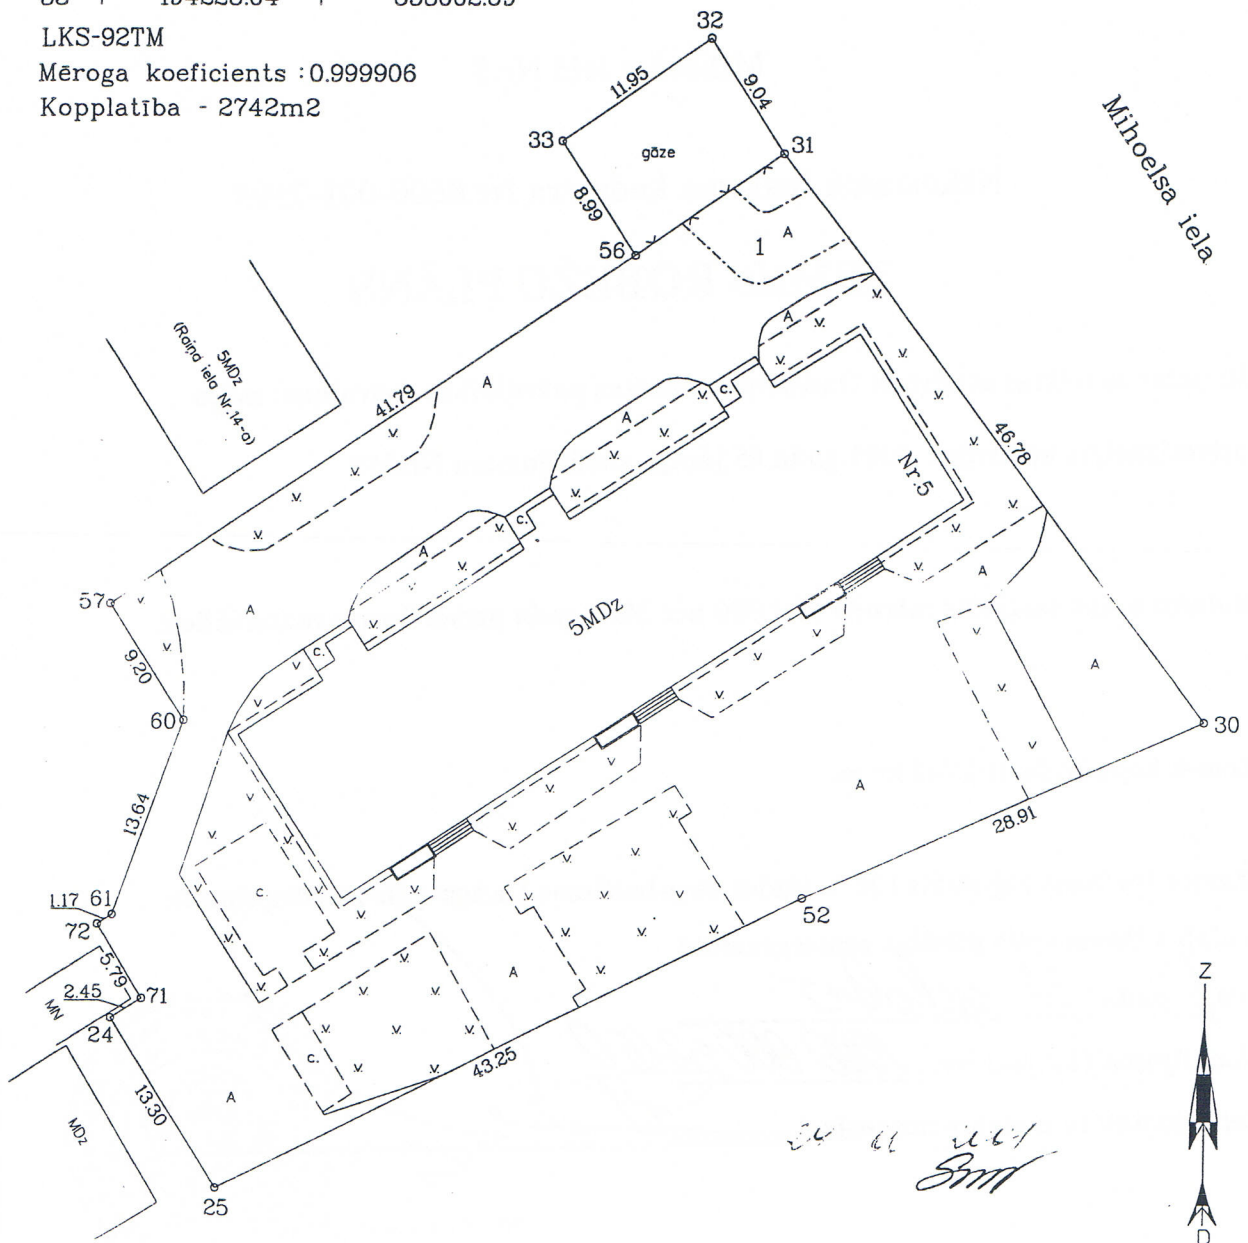 LKS-92TM
Mēroga koeficients : 0.999906
Kopplatība - 2742m2
32
11.95
9.04
33
gāze
31
Mihoelsa iela
8.99
56
1
A
5MDz
(Raiņa iela Nr.14-a)
41.79
A
A
v.
v.
c.
A
v.
46.78
Nr.5
A
c.
57
v
A
9.20
v.
5MDz
A
60
c.
A
30
13.64
A
28.91
1.17
61
72
c.
52
5.79
MN
2.45
71
24
A
c.
43.25
13.30
A
MDz
25
Z
D